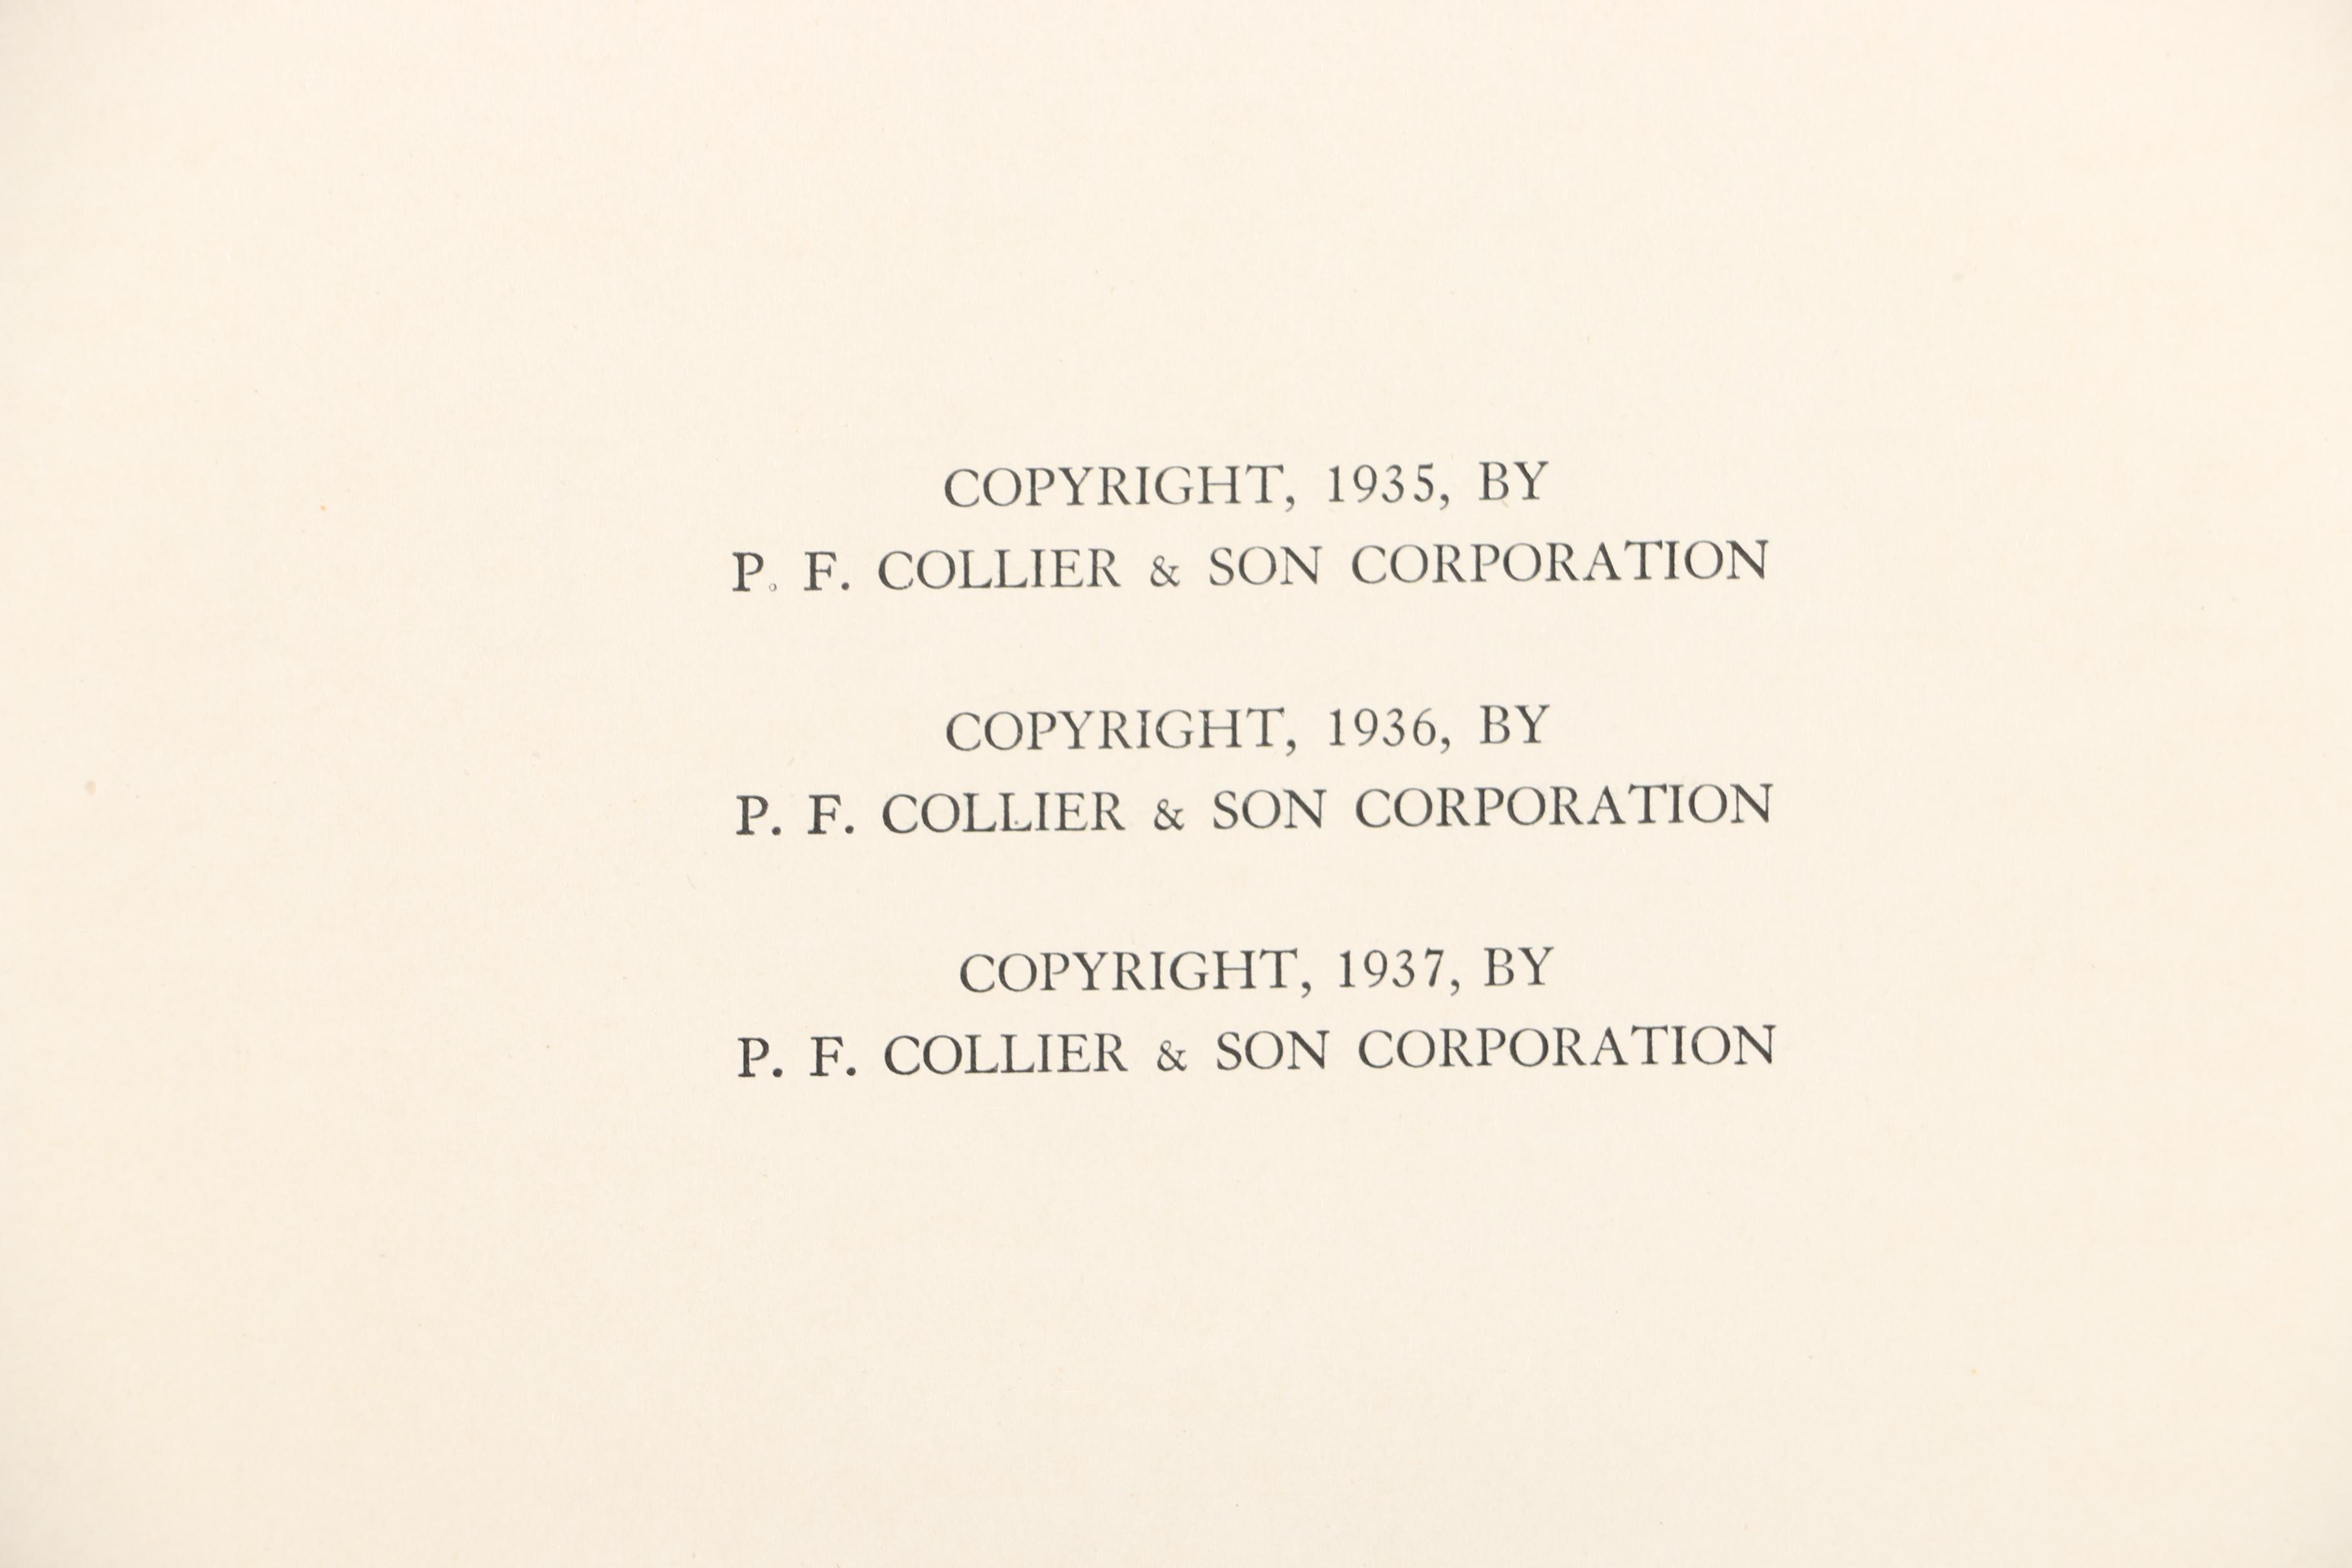 COPYRIGHT, 1935, BY
P. F. COLLIER & SON CORPORATION
COPYRIGHT, 1936, BY
P. F. COLLIER & SON CORPORATION
COPYRIGHT, 1937, BY
P. F. COLLIER & SON CORPORATION